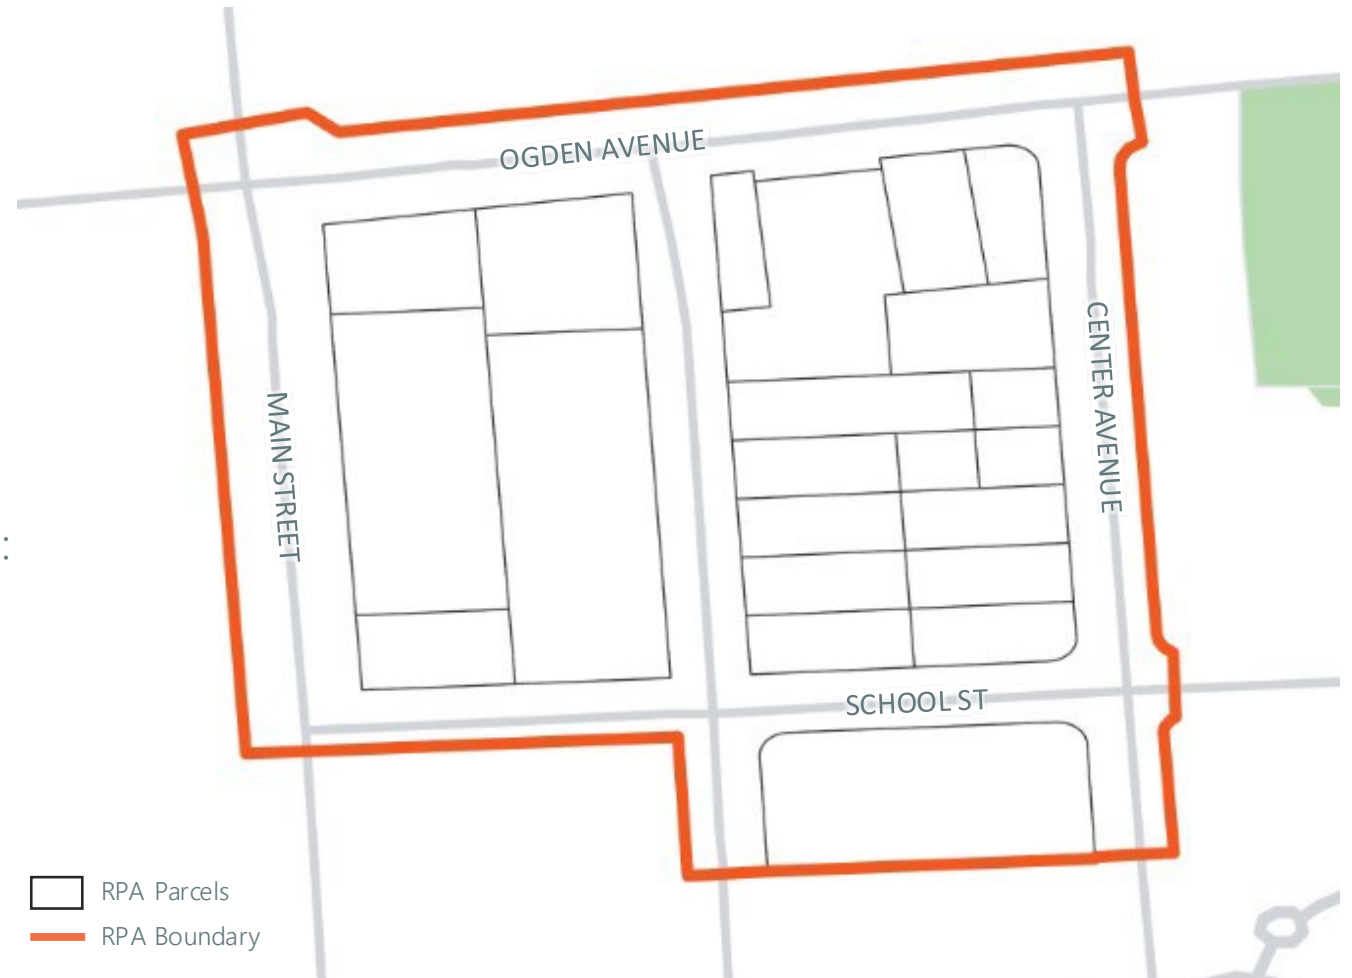 OGDEN AVENUE
CENTER AVENUE
MAIN STREET
:
SCHOOL ST
RPA Parcels
RPA Boundary